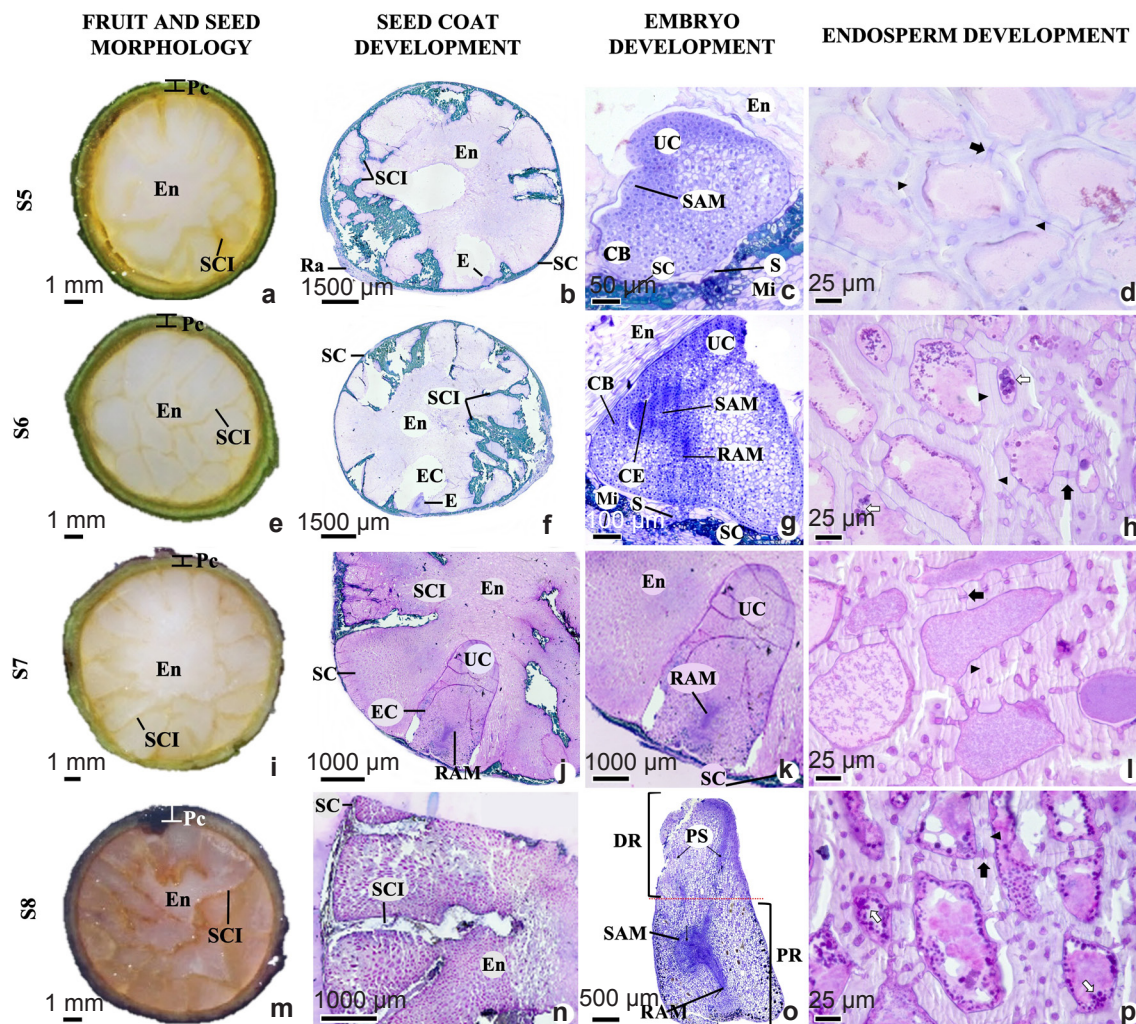 FRUIT AND SEED
MORPHOLOGY
SEED COAT
DEVELOPMENT
EMBRYO
DEVELOPMENT
ENDOSPERM DEVELOPMENT
S5
Pc
En
SCI
1 mm
a
En
SCI
E
Ra
SC
1500 µm
b
En
UC
SAM
CB
SC
S
Mi
50 µm
c
25 µm
d
S6
Pc
En
SCI
1 mm
e
SC
SCI
En
EC
E
1500 µm
f
En
UC
CB
SAM
RAM
CE
Mi
S
SC
100 µm
g
25 µm
h
S7
Pc
En
SCI
1 mm
i
SCI
En
UC
SC
EC
RAM
1000 µm
j
En
UC
RAM
SC
1000 µm
k
25 µm
l
S8
Pc
En
SCI
1 mm
m
SC
SCI
En
1000 µm
n
DR
PS
SAM
PR
RAM
500 µm
o
25 µm
p